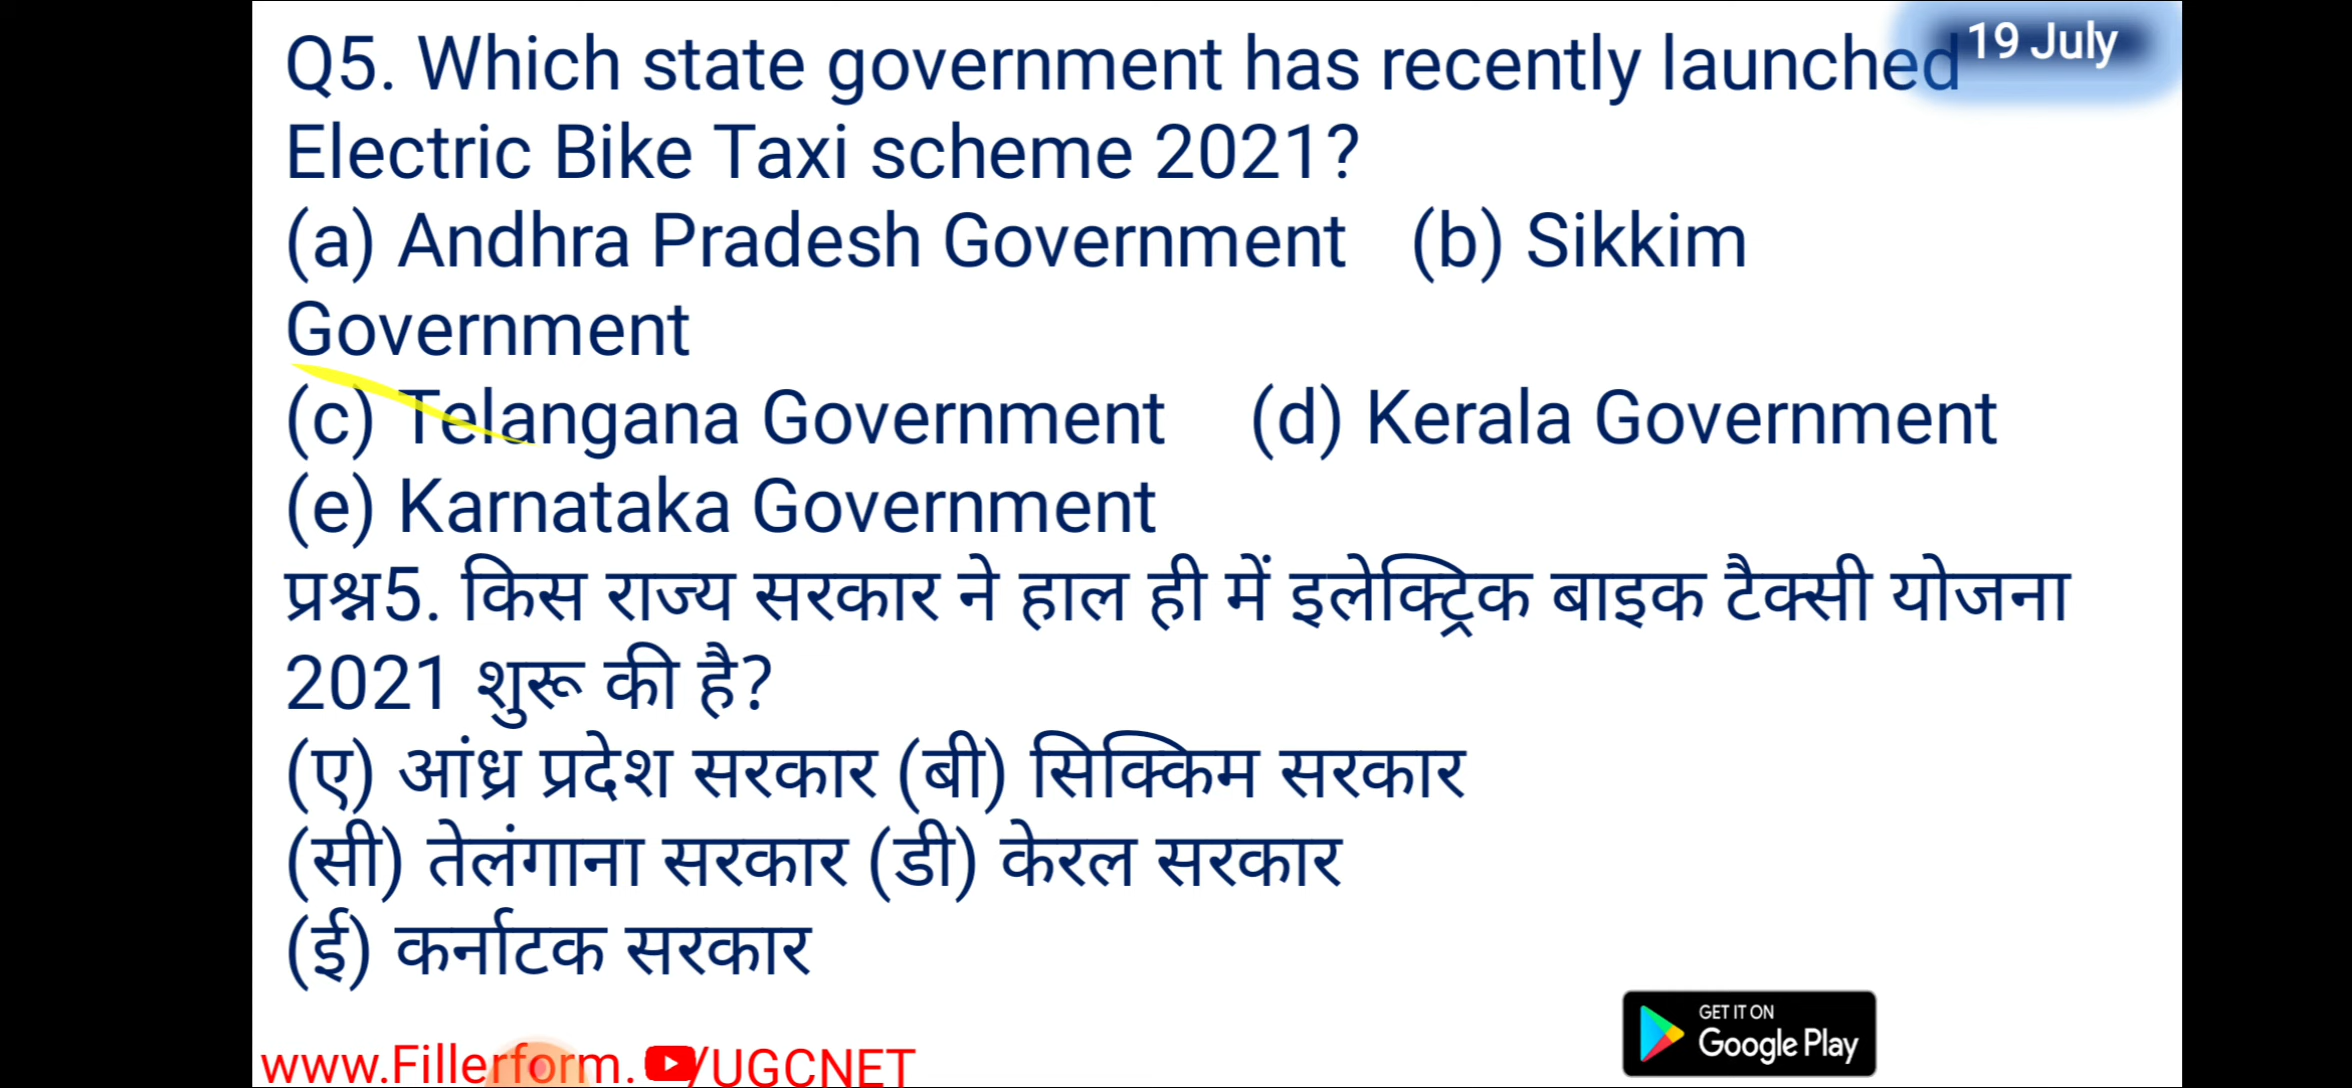 Q5. Which state government has recently launched
19 July
Electric Bike Taxi scheme 2021?
(a) Andhra Pradesh Government (b) Sikkim
Government
(c) Telangana Government (d) Kerala Government
(e) Karnataka Government
प्रश्न5. किस राज्य सरकार ने हाल ही में इलेक्ट्रिक बाइक टैक्सी योजना
2021 शुरू की है?
(ए) आंध्र प्रदेश सरकार (बी) सिक्किम सरकार
(सी) तेलंगाना सरकार (डी) केरल सरकार
(ई) कर्नाटक सरकार
GET IT ON
Google Play
www.Fillerform. /UGCNET